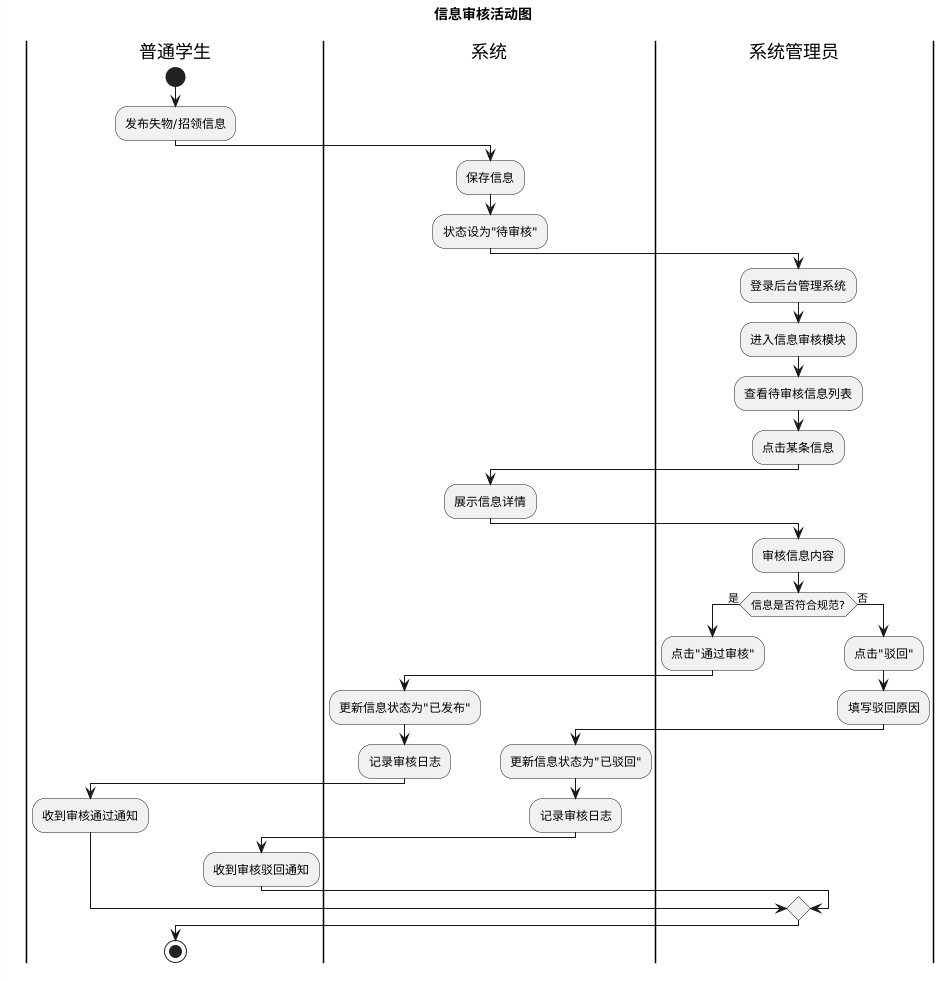 信息审核活动图
普通学生
系统
系统管理员
发布失物/招领信息
保存信息
状态设为"待审核"
登录后台管理系统
进入信息审核模块
查看待审核信息列表
点击某条信息
展示信息详情
审核信息内容
是
信息是否符合规范?
否
点击"通过审核"
点击"驳回"
更新信息状态为"已发布"
填写驳回原因
记录审核日志
更新信息状态为"已驳回"
收到审核通过通知
记录审核日志
收到审核驳回通知